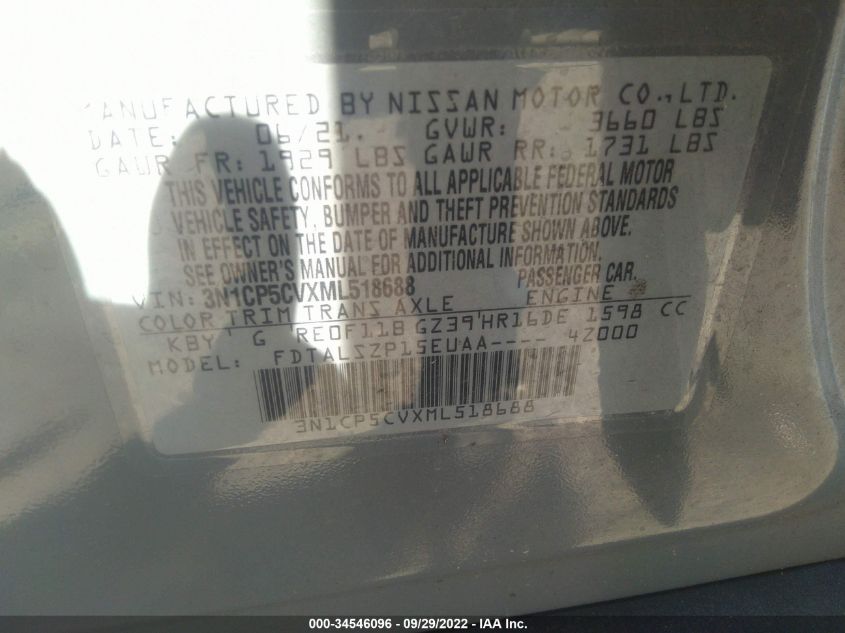 MANUFACTURED BY NISSAN MOTOR CO.,LTD.
DATE: 06/21. GVWR: 3660 LBS
GAWR FR: 1929 LBS GAWR RR: 1731 LBS
THIS VEHICLE CONFORMS TO ALL APPLICABLE FEDERAL MOTOR
VEHICLE SAFETY, BUMPER AND THEFT PREVENTION STANDARDS
IN EFFECT ON THE DATE OF MANUFACTURE SHOWN ABOVE.
SEE OWNER'S MANUAL FOR ADDITIONAL INFORMATION.
VIN: 3N1CP5CVXML518688 PASSENGER CAR.
COLOR TRIM TRANS AXLE ENGINE
KBY G RE0F11B GZ39 HR16DE 1598 CC
MODEL: FDTALSZP15EUAA---- 4Z000
3N1CP5CVXML518688
000-34546096 - 09/29/2022 - IAA Inc.